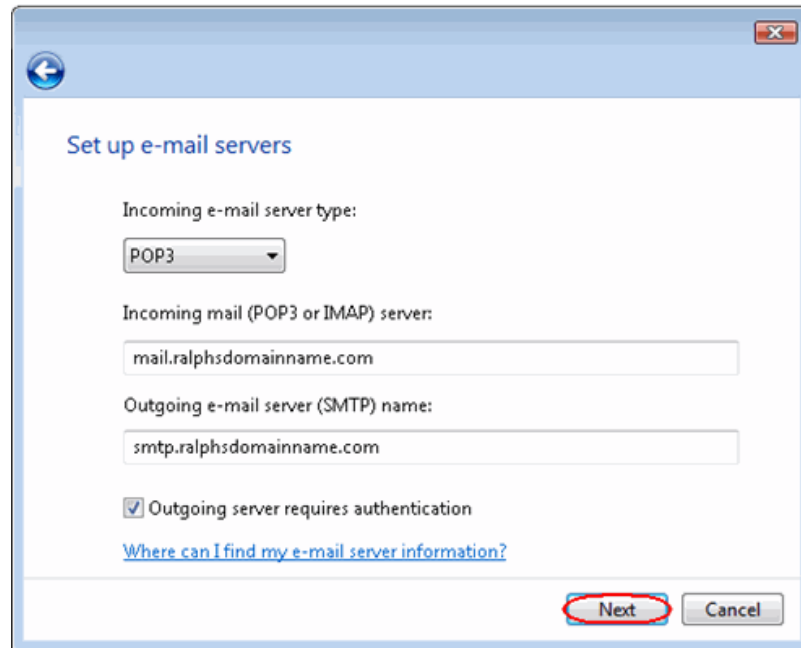 Set up e-mail servers
Incoming e-mail server type:
POP3
Incoming mail (POP3 or IMAP) server:
mail.ralphsdomainname.com
Outgoing e-mail server (SMTP) name:
smtp.ralphsdomainname.com
Outgoing server requires authentication
Where can I find my e-mail server information?
Next Cancel